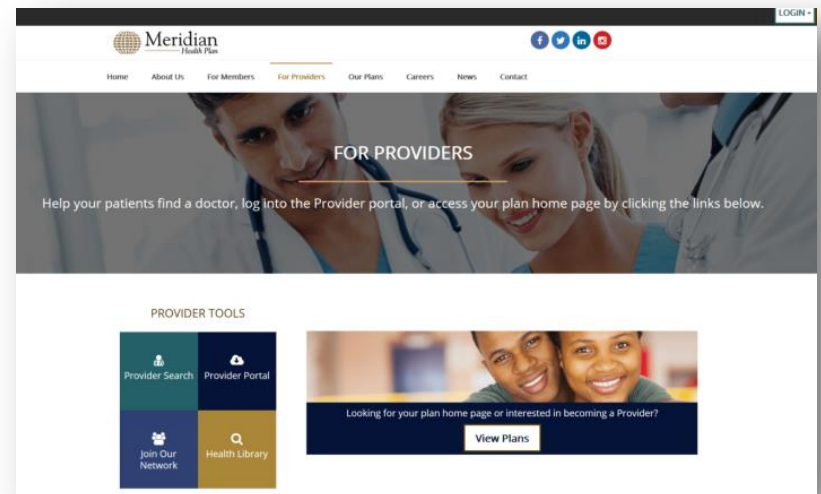 LOGIN
Meridian
Health Plan
Home About Us For Members For Providers Our Plans Careers News Contact
FOR PROVIDERS
Help your patients find a doctor, log into the Provider portal, or access your plan home page by clicking the links below.
PROVIDER TOOLS
Provider Search
Provider Portal
Join Our
Network
Health Library
Looking for your plan home page or interested in becoming a Provider?
View Plans